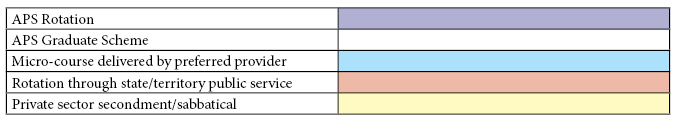 APS Rotation
APS Graduate Scheme
Micro-course delivered by preferred provider
Rotation through state/territory public service
Private sector secondment/sabbatical